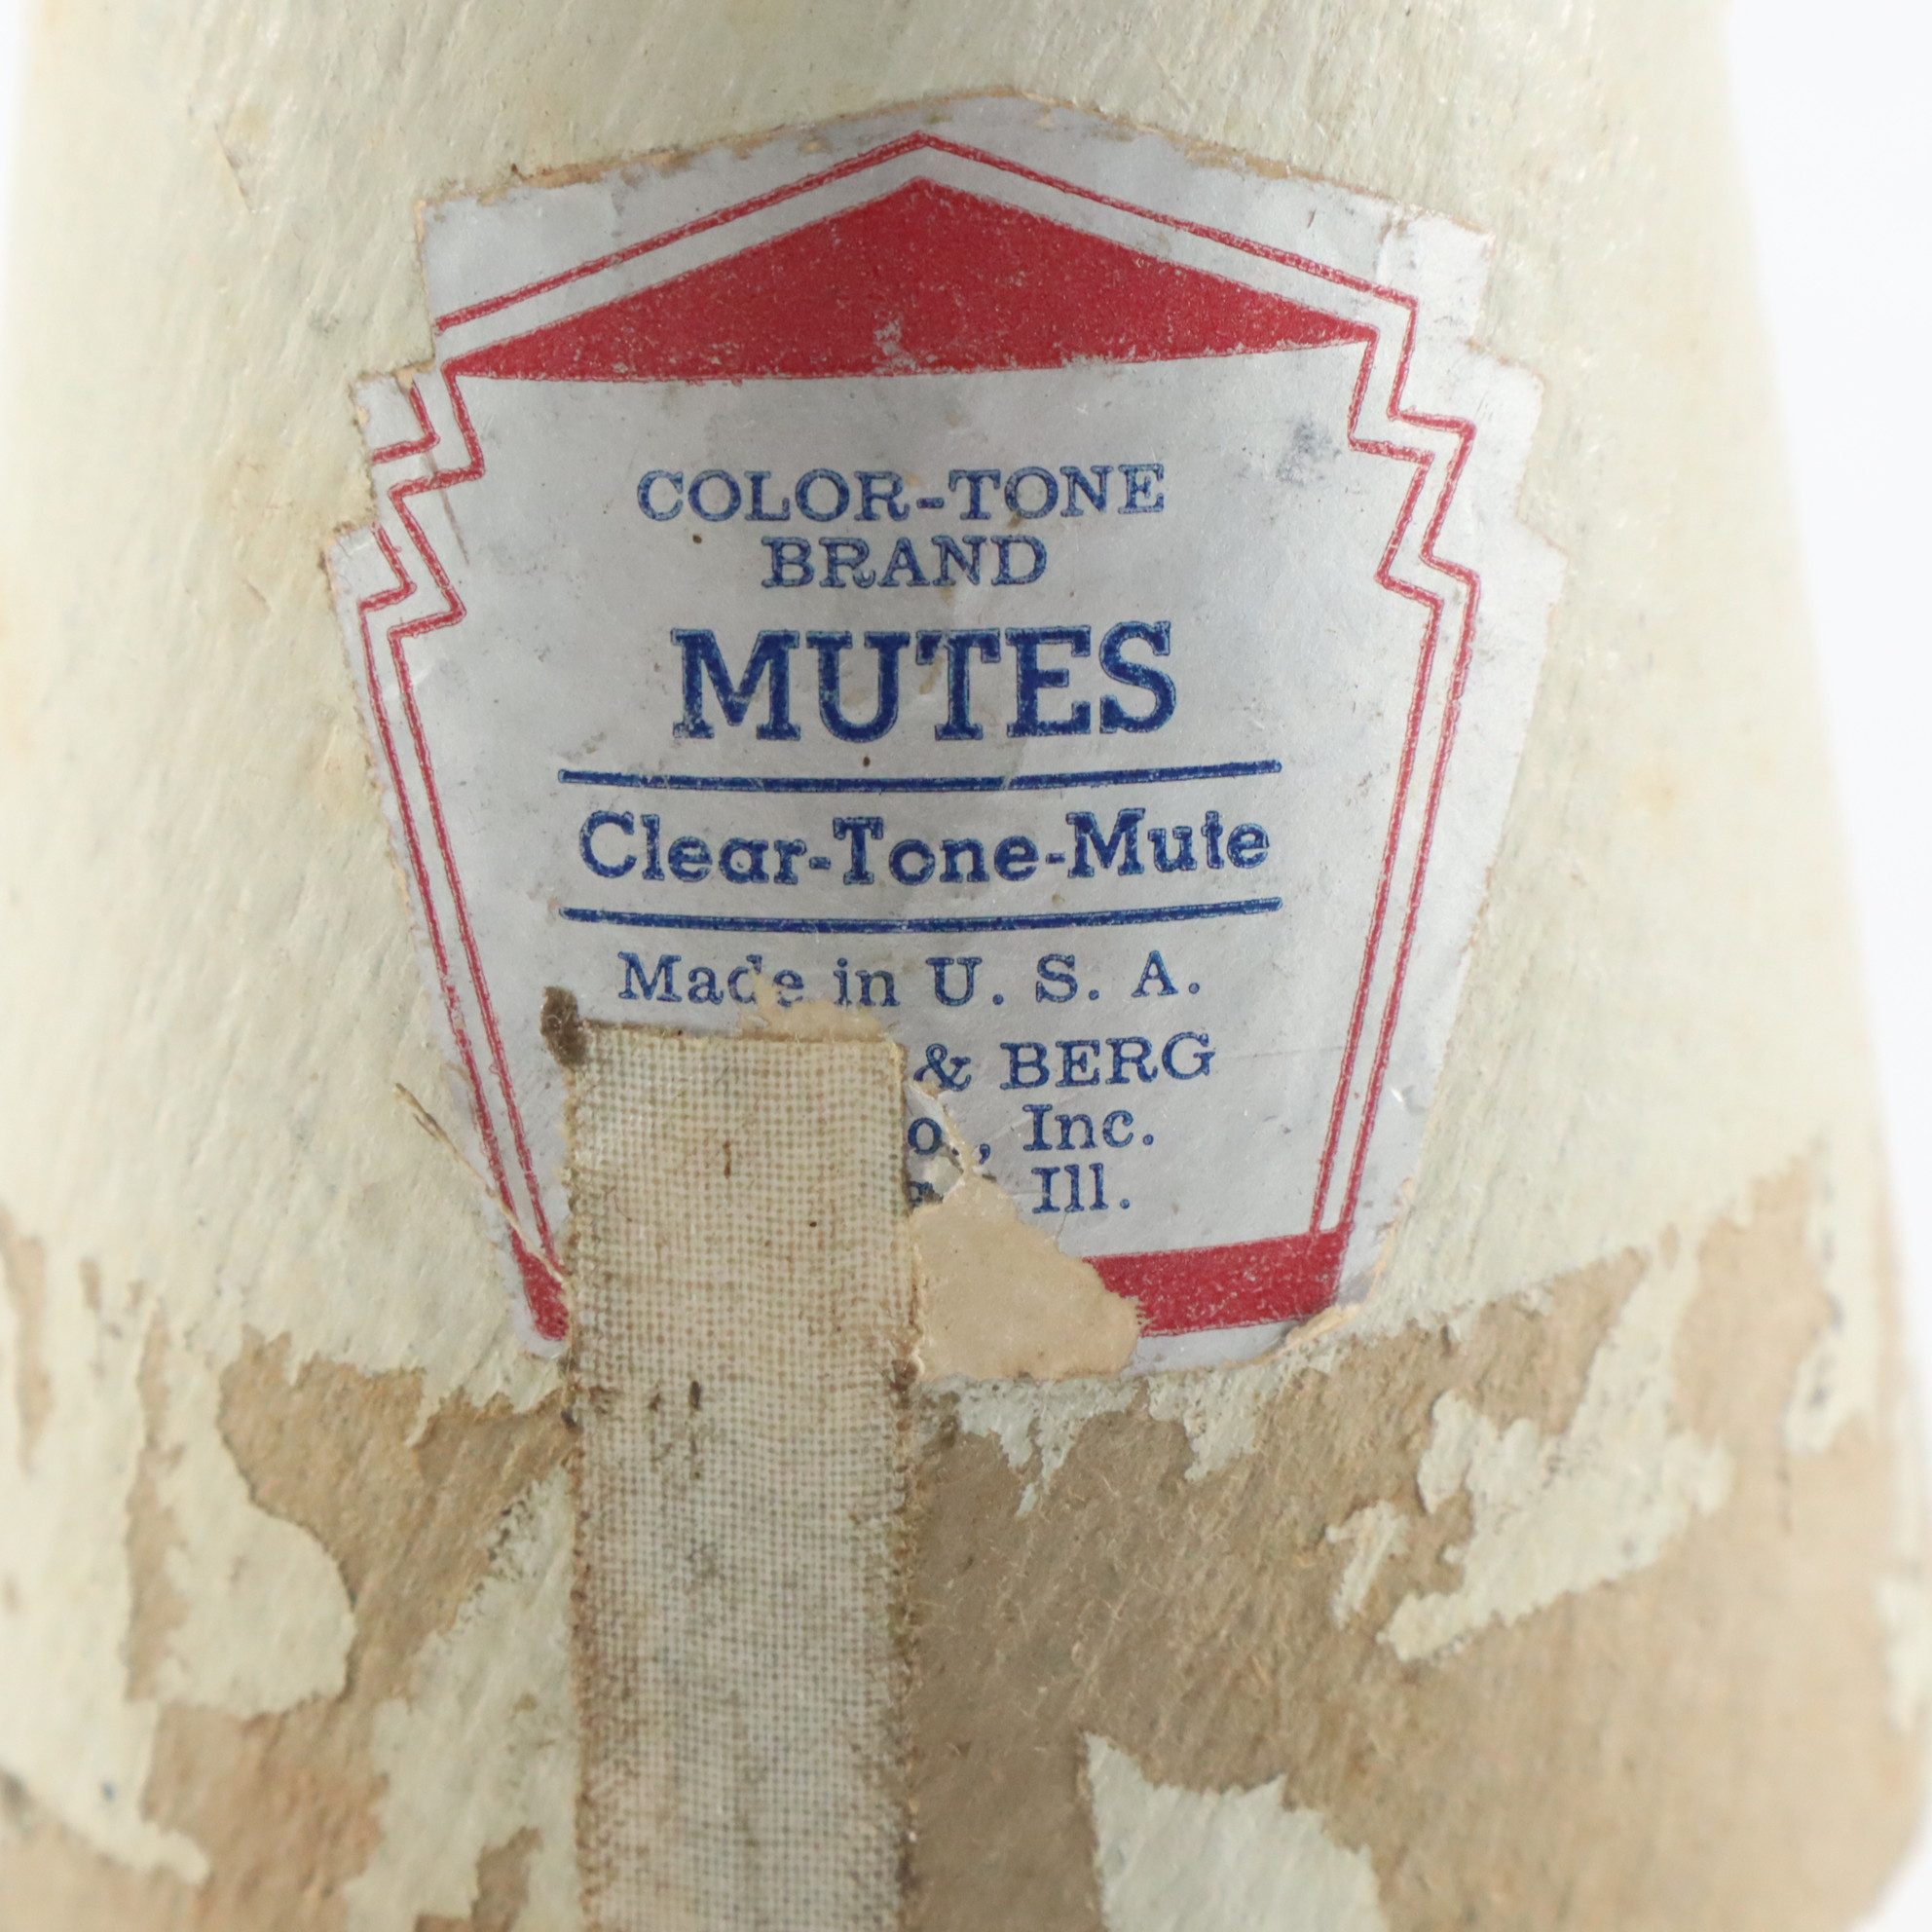 COLOR-TONE
BRAND
MUTES
Clear-Tone-Mute
Made in U. S. A.
& BERG
o., Inc.
Ill.